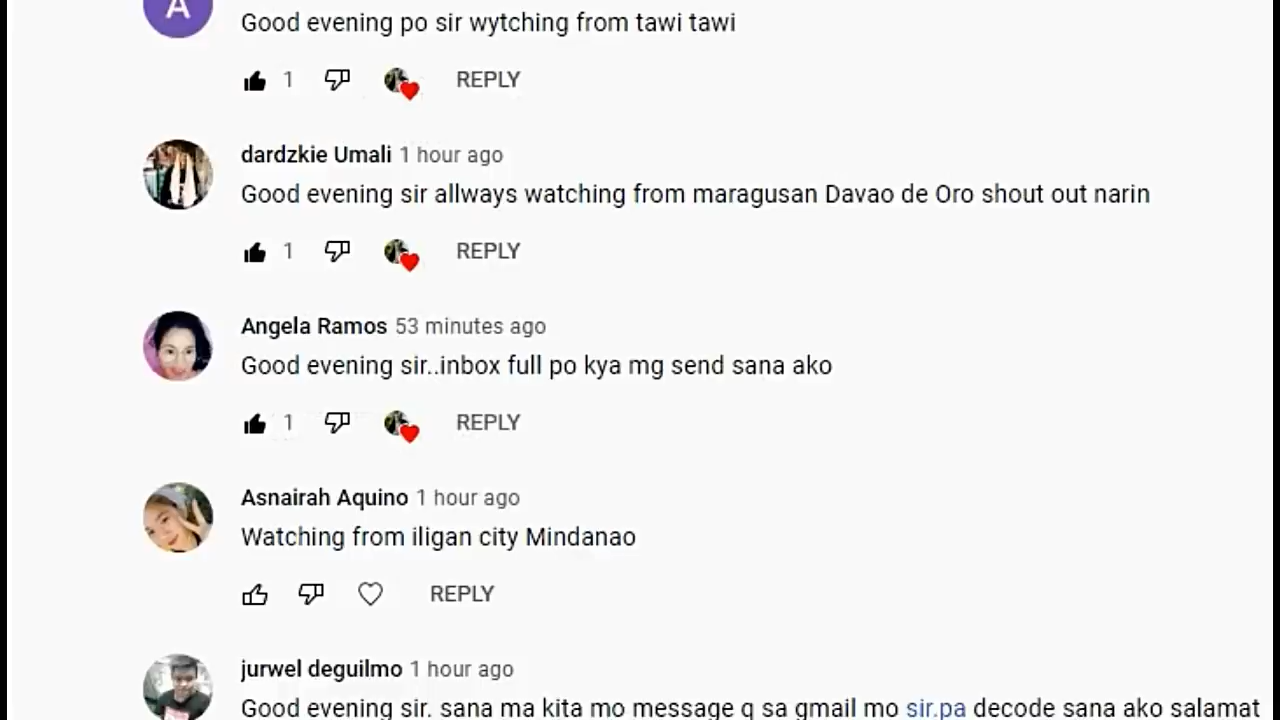 A
Good evening po sir wytching from tawi tawi
1 REPLY
dardzkie Umali 1 hour ago
Good evening sir allways watching from maragusan Davao de Oro shout out narin
1 REPLY
Angela Ramos 53 minutes ago
Good evening sir..inbox full po kya mg send sana ako
1 REPLY
Asnairah Aquino 1 hour ago
Watching from iligan city Mindanao
REPLY
jurwel deguilmo 1 hour ago
Good evening sir. sana ma kita mo message q sa gmail mo sir.pa decode sana ako salamat